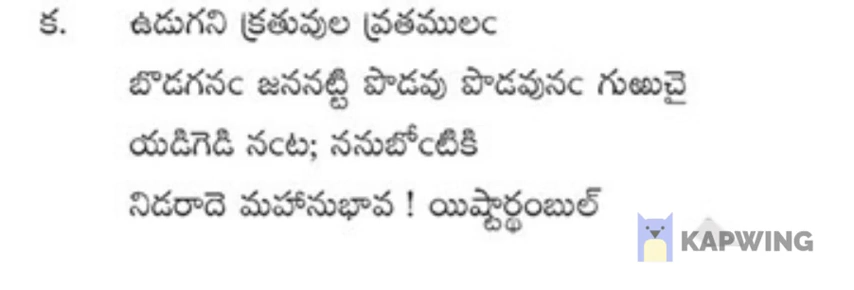 క. ఉడుగని క్రతువుల వ్రతములఁ
బొడగనఁ జననట్టి పొడవు పొడవునఁ గుఱుచై
యడిగెడి నఁట; ననుబోఁటికి
నిడరాదె మహానుభావ ! యిష్టార్థంబుల్
KAPWING